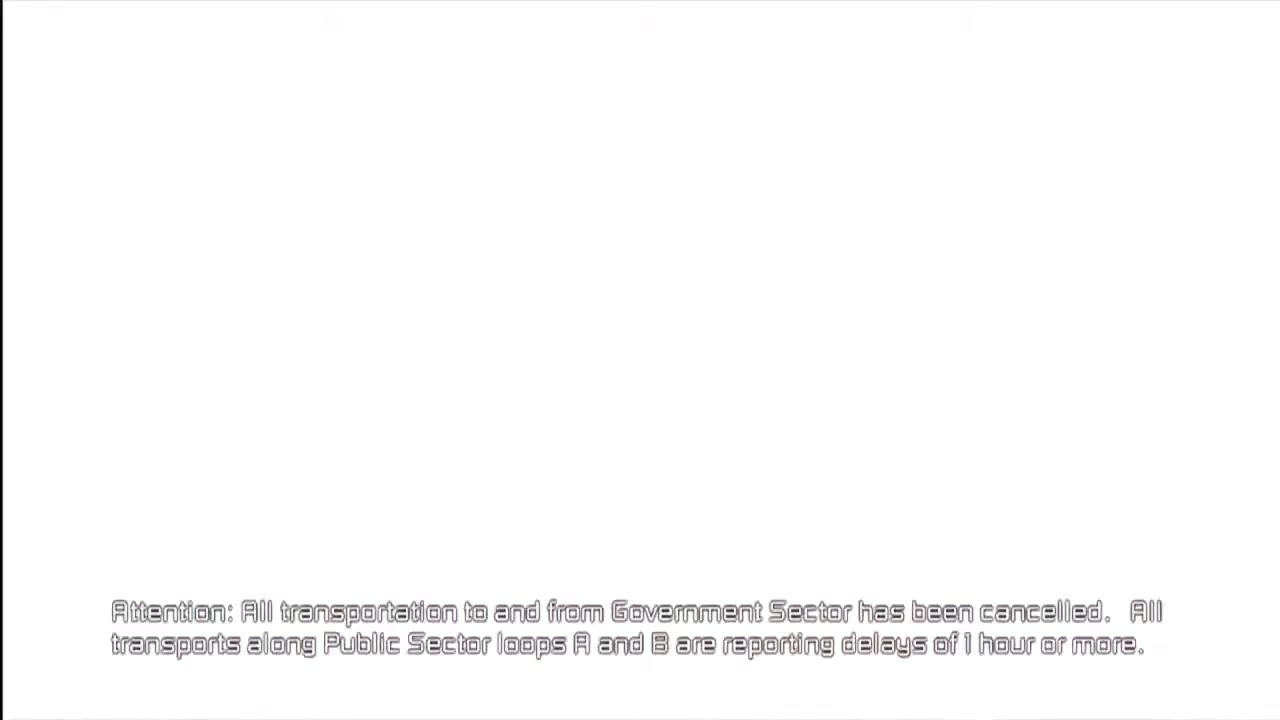 Attention: All transportation to and from Government Sector has been cancelled.  All
transports along Public Sector loops A and B are reporting delays of 1 hour or more.